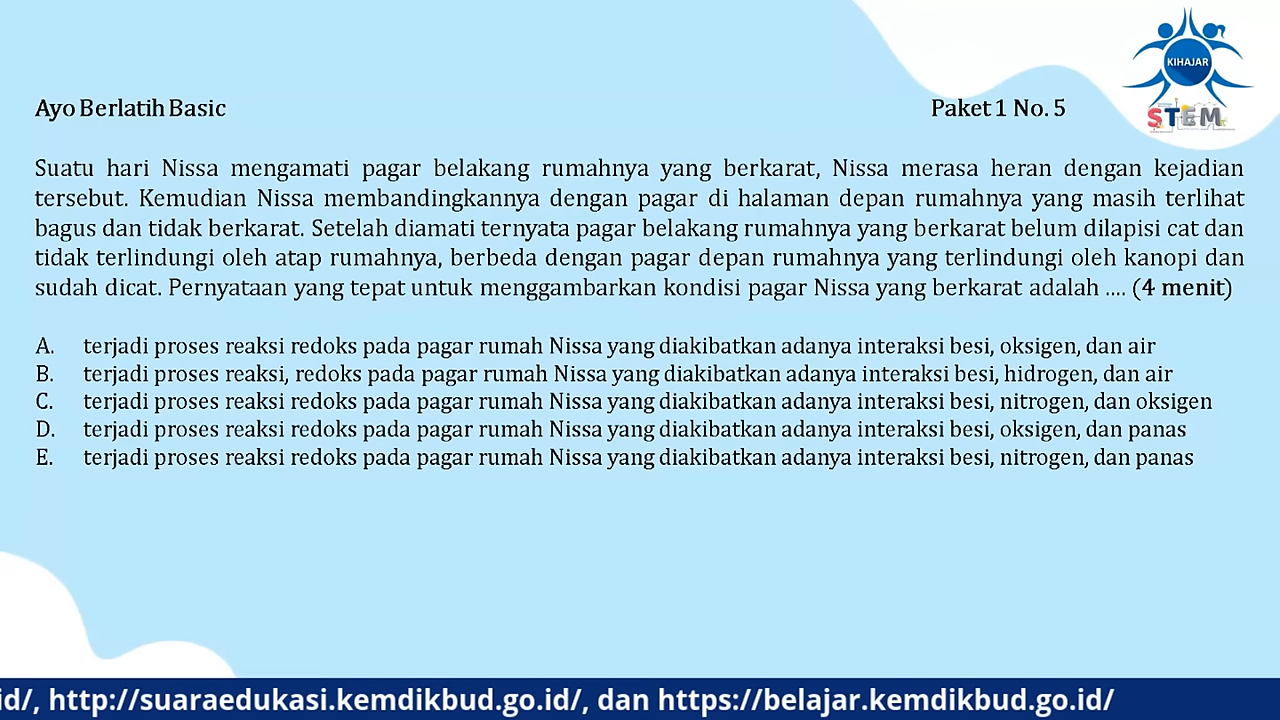 KIHAJAR
STEM
Ayo Berlatih Basic
Paket 1 No. 5
Suatu hari Nissa mengamati pagar belakang rumahnya yang berkarat, Nissa merasa heran dengan kejadian
tersebut. Kemudian Nissa membandingkannya dengan pagar di halaman depan rumahnya yang masih terlihat
bagus dan tidak berkarat. Setelah diamati ternyata pagar belakang rumahnya yang berkarat belum dilapisi cat dan
tidak terlindungi oleh atap rumahnya, berbeda dengan pagar depan rumahnya yang terlindungi oleh kanopi dan
sudah dicat. Pernyataan yang tepat untuk menggambarkan kondisi pagar Nissa yang berkarat adalah .... (4 menit)
A. terjadi proses reaksi redoks pada pagar rumah Nissa yang diakibatkan adanya interaksi besi, oksigen, dan air
B. terjadi proses reaksi, redoks pada pagar rumah Nissa yang diakibatkan adanya interaksi besi, hidrogen, dan air
C. terjadi proses reaksi redoks pada pagar rumah Nissa yang diakibatkan adanya interaksi besi, nitrogen, dan oksigen
D. terjadi proses reaksi redoks pada pagar rumah Nissa yang diakibatkan adanya interaksi besi, oksigen, dan panas
E. terjadi proses reaksi redoks pada pagar rumah Nissa yang diakibatkan adanya interaksi besi, nitrogen, dan panas
id/, http://suaraedukasi.kemdikbud.go.id/, dan https://belajar.kemdikbud.go.id/